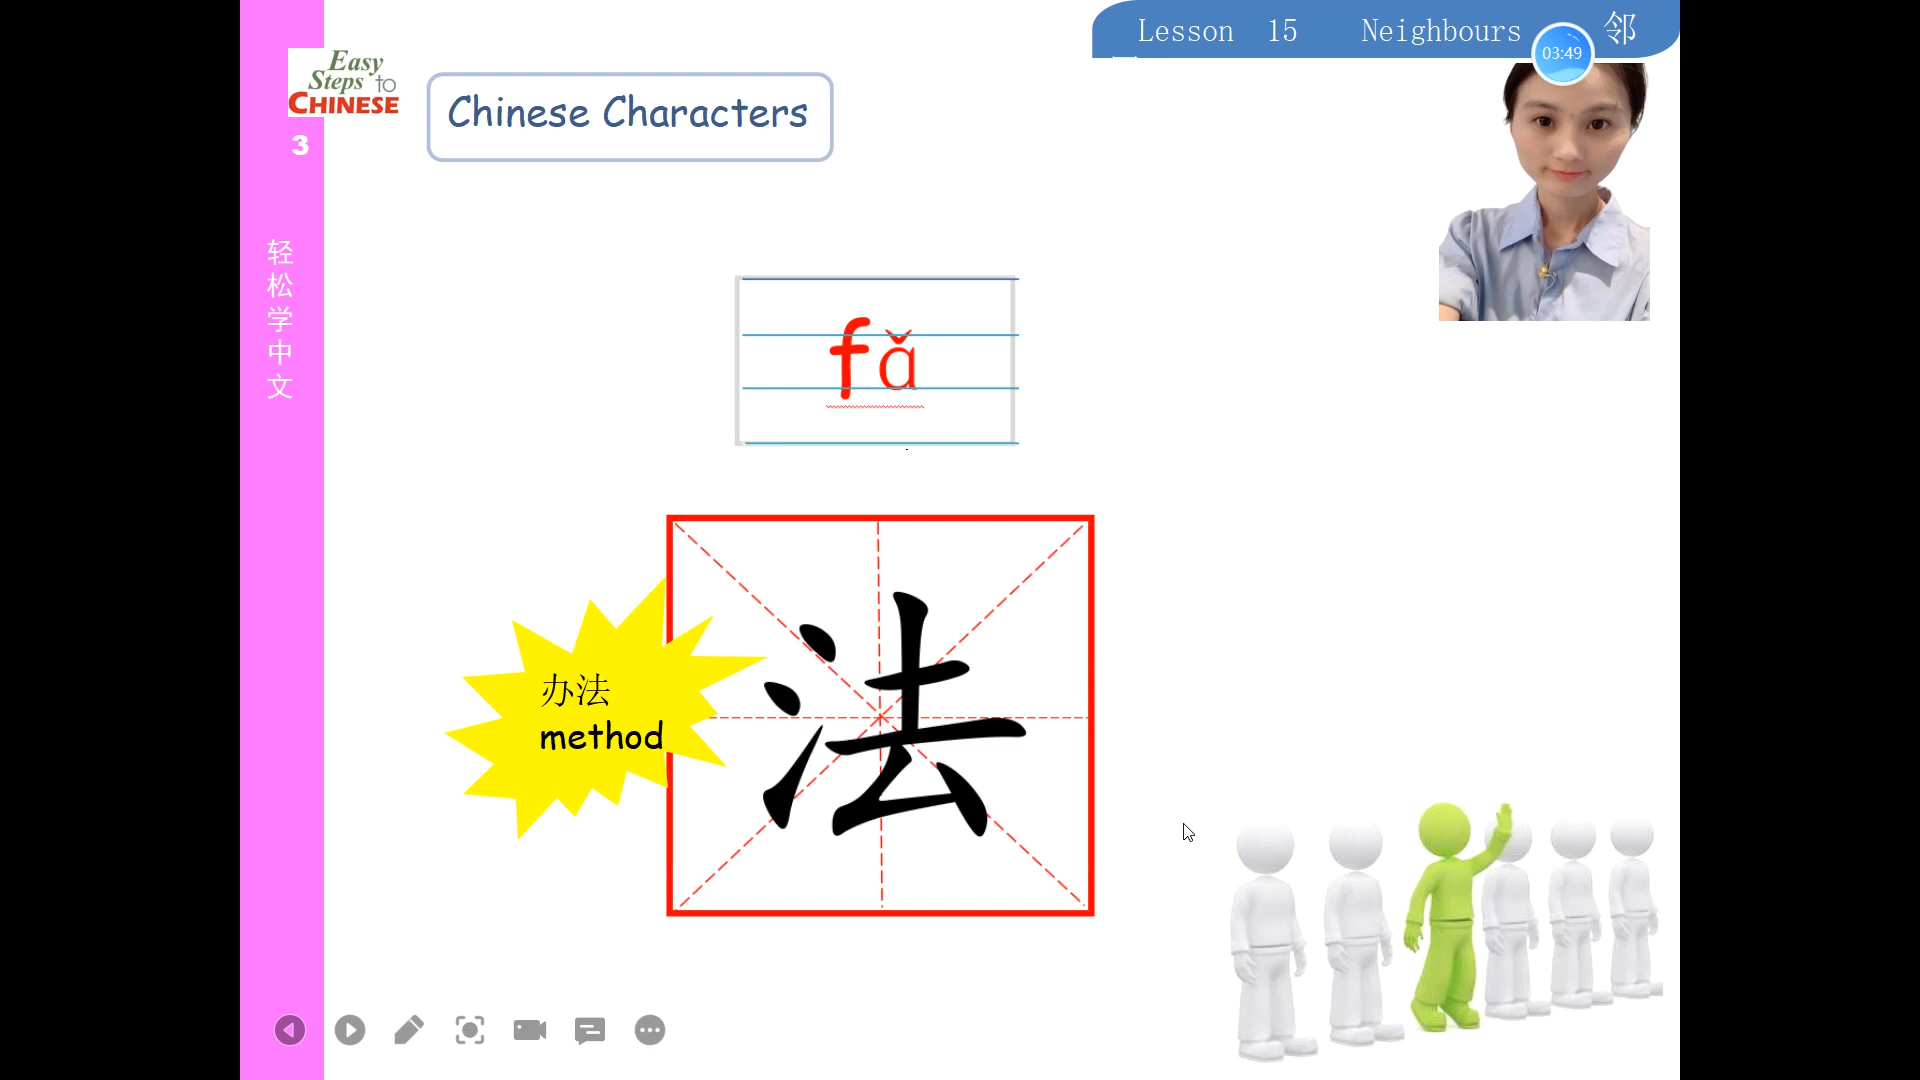 Lesson 15 Neighbours 邻
03:49
Easy
Steps to
CHINESE
3
Chinese Characters
轻
松
学
中
文
fǎ
办法
method
法